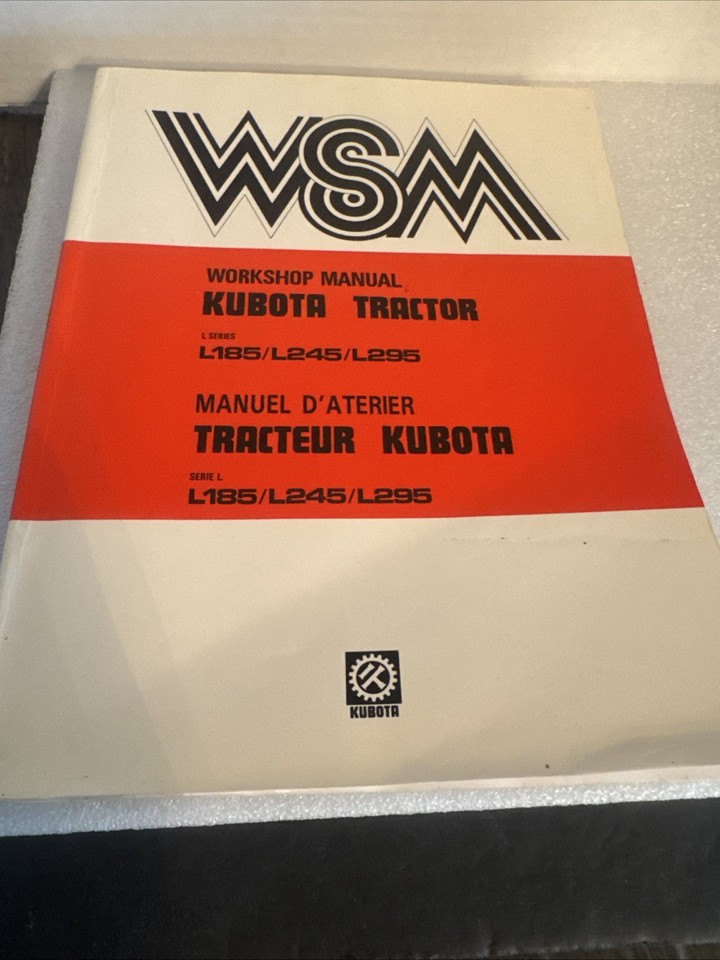 WSM
WORKSHOP MANUAL
KUBOTA TRACTOR
L SERIES
L185/L245/L295
MANUEL D'ATERIER
TRACTEUR KUBOTA
SERIE L
L185/L245/L295
KUBOTA